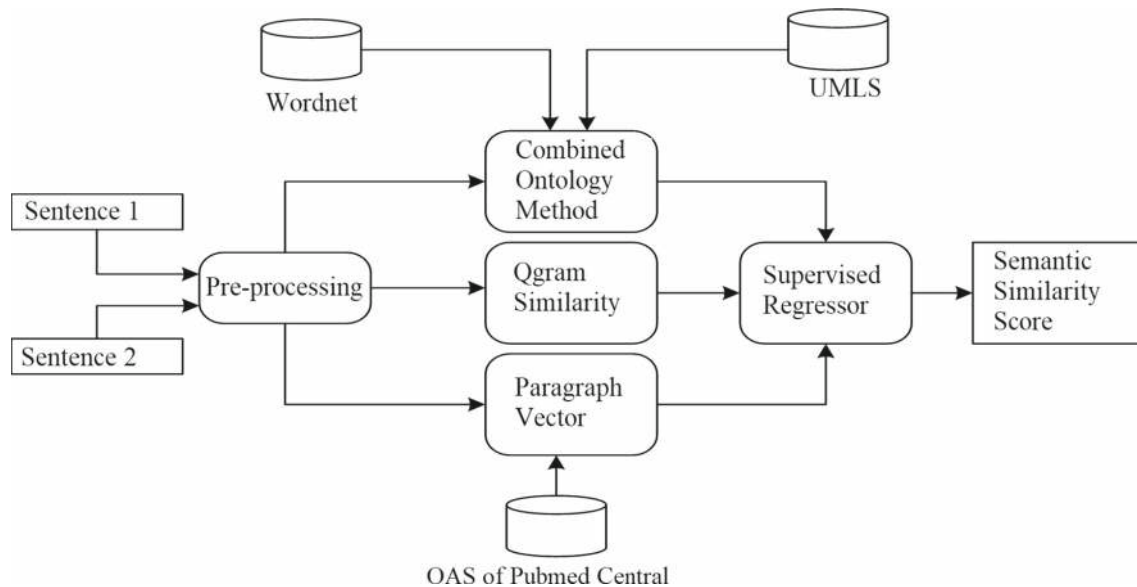 Wordnet
UMLS
Combined
Ontology
Method
Sentence 1
Pre-processing
Qgram
Similarity
Supervised
Regressor
Semantic
Similarity
Score
Sentence 2
Paragraph
Vector
OAS of Pubmed Central